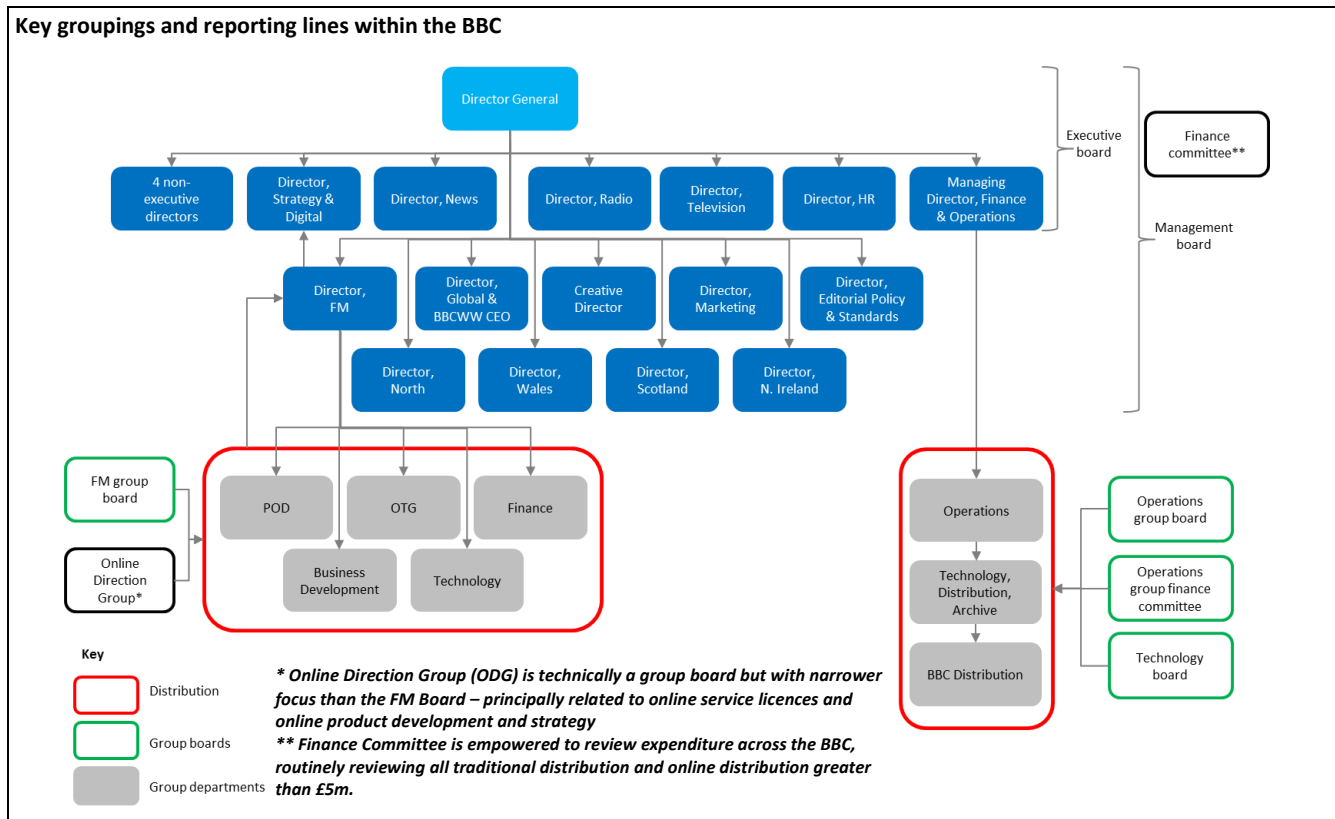 Key groupings and reporting lines within the BBC
Director General
Executive
board
Finance
committee**
4 non-
executive
directors
Director,
Strategy &
Digital
Director, News
Director, Radio
Director,
Television
Director, HR
Managing
Director, Finance
& Operations
Management
board
Director,
FM
Director,
Global &
BBCWW CEO
Creative
Director
Director,
Marketing
Director,
Editorial Policy
& Standards
Director,
North
Director,
Wales
Director,
Scotland
Director,
N. Ireland
FM group
board
Online
Direction
Group*
POD
OTG
Finance
Business
Development
Technology
Operations
Technology,
Distribution,
Archive
BBC Distribution
Operations
group board
Operations
group finance
committee
Technology
board
Key
Distribution
Group boards
Group departments
* Online Direction Group (ODG) is technically a group board but with narrower
focus than the FM Board – principally related to online service licences and
online product development and strategy
** Finance Committee is empowered to review expenditure across the BBC,
routinely reviewing all traditional distribution and online distribution greater
than £5m.